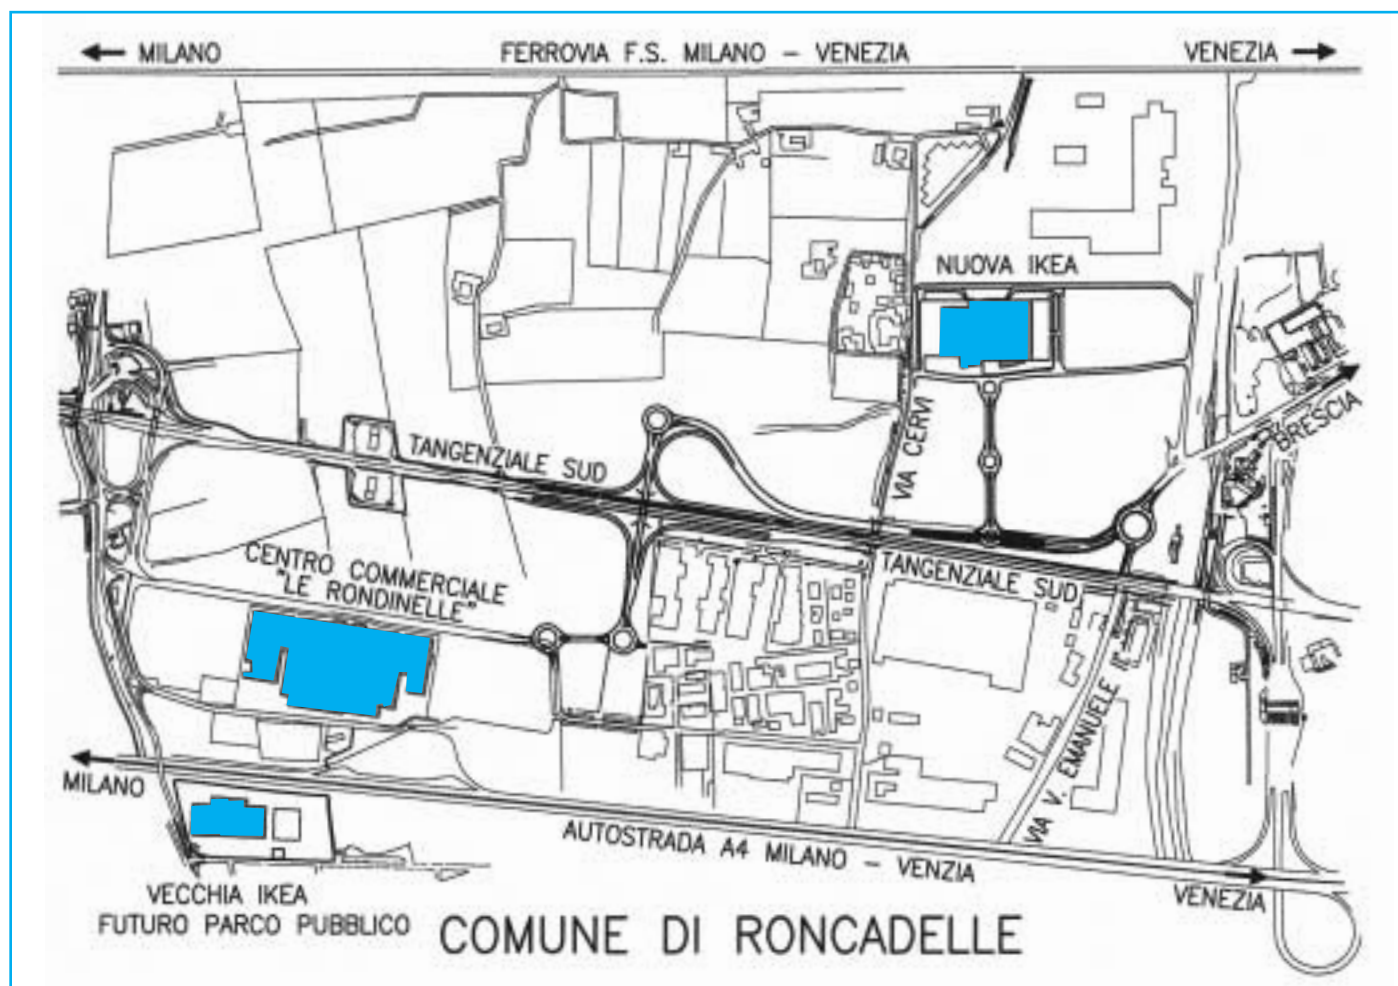 MILANO
FERROVIA F.S. MILANO - VENEZIA
VENEZIA
NUOVA IKEA
VIA CERVI
BRESCIA
TANGENZIALE SUD
CENTRO COMMERCIALE
"LE RONDINELLE"
TANGENZIALE SUD
VIA V. EMANUELE II°
MILANO
AUTOSTRADA A4 MILANO - VENZIA
VENEZIA
VECCHIA IKEA
FUTURO PARCO PUBBLICO
COMUNE DI RONCADELLE